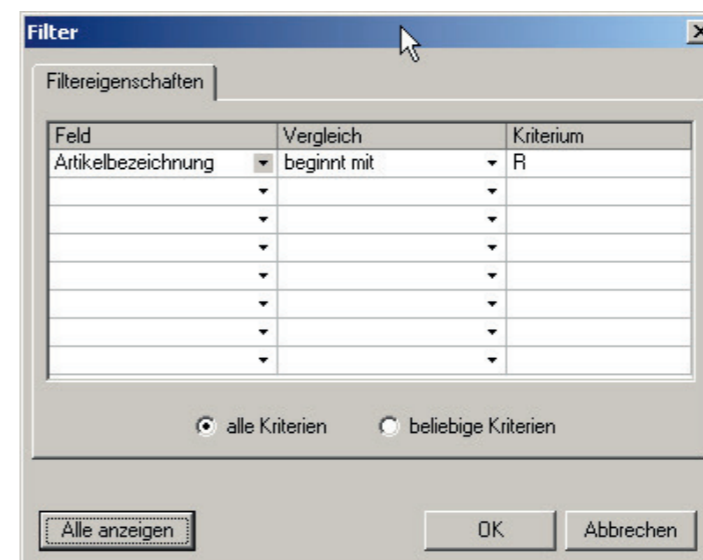 Filter
Filtereigenschaften
Feld Vergleich Kriterium
Artikelbezeichnung beginnt mit R
alle Kriterien beliebige Kriterien
Alle anzeigen OK Abbrechen